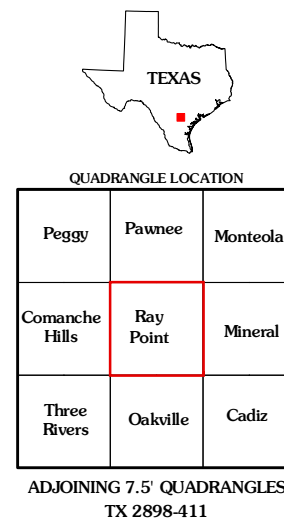 TEXAS
QUADRANGLE LOCATION
Peggy
Pawnee
Monteola
Comanche
Hills
Ray
Point
Mineral
Three
Rivers
Oakville
Cadiz
ADJOINING 7.5' QUADRANGLES
TX 2898-411